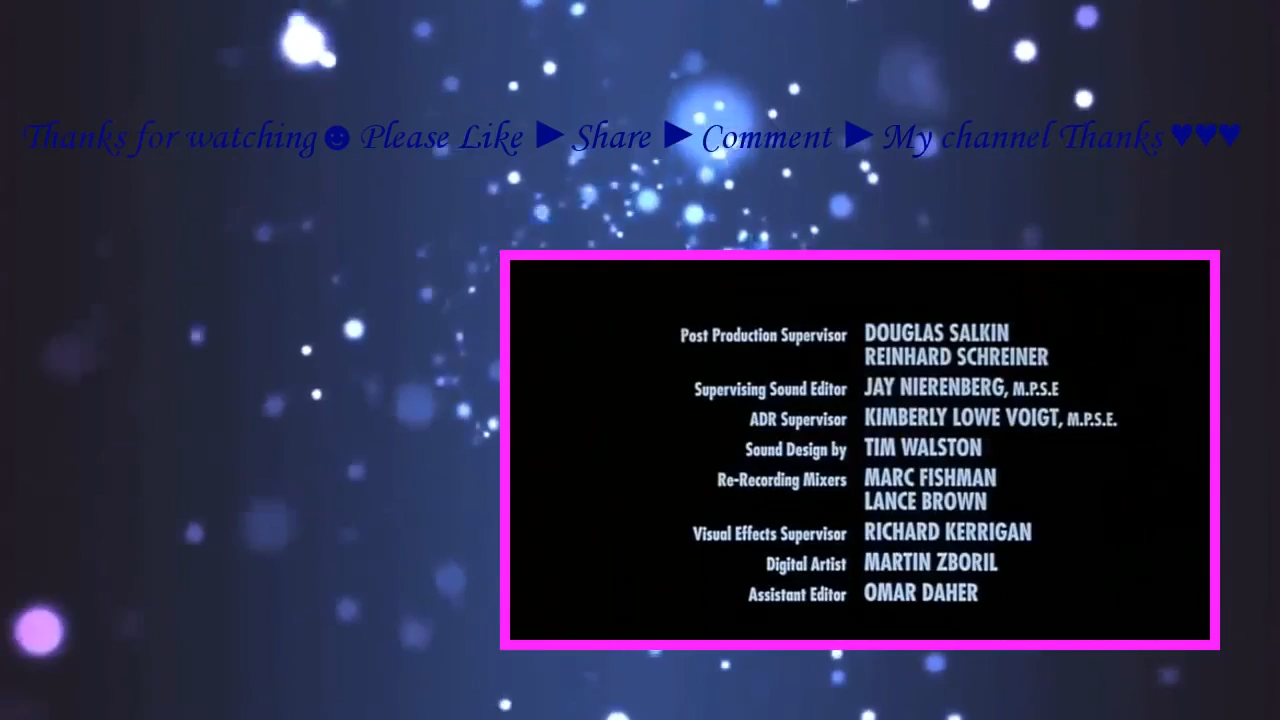 Thanks for watching☻Please Like ► Share ► Comment ► My channel Thanks ♥♥♥
Post Production Supervisor DOUGLAS SALKIN
REINHARD SCHREINER
Supervising Sound Editor JAY NIERENBERG, M.P.S.E
ADR Supervisor KIMBERLY LOWE VOIGT, M.P.S.E.
Sound Design by TIM WALSTON
Re-Recording Mixers MARC FISHMAN
LANCE BROWN
Visual Effects Supervisor RICHARD KERRIGAN
Digital Artist MARTIN ZBORIL
Assistant Editor OMAR DAHER